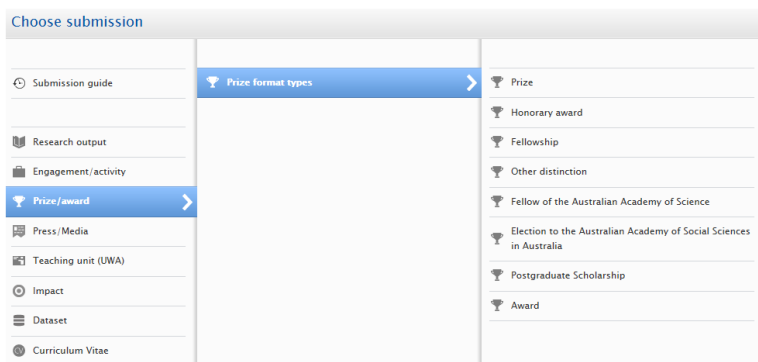 Choose submission
Submission guide
Research output
Engagement/activity
Prize/award
Press/Media
Teaching unit (UWA)
Impact
Dataset
CV Curriculum Vitae
Prize format types
Prize
Honorary award
Fellowship
Other distinction
Fellow of the Australian Academy of Science
Election to the Australian Academy of Social Sciences
in Australia
Postgraduate Scholarship
Award